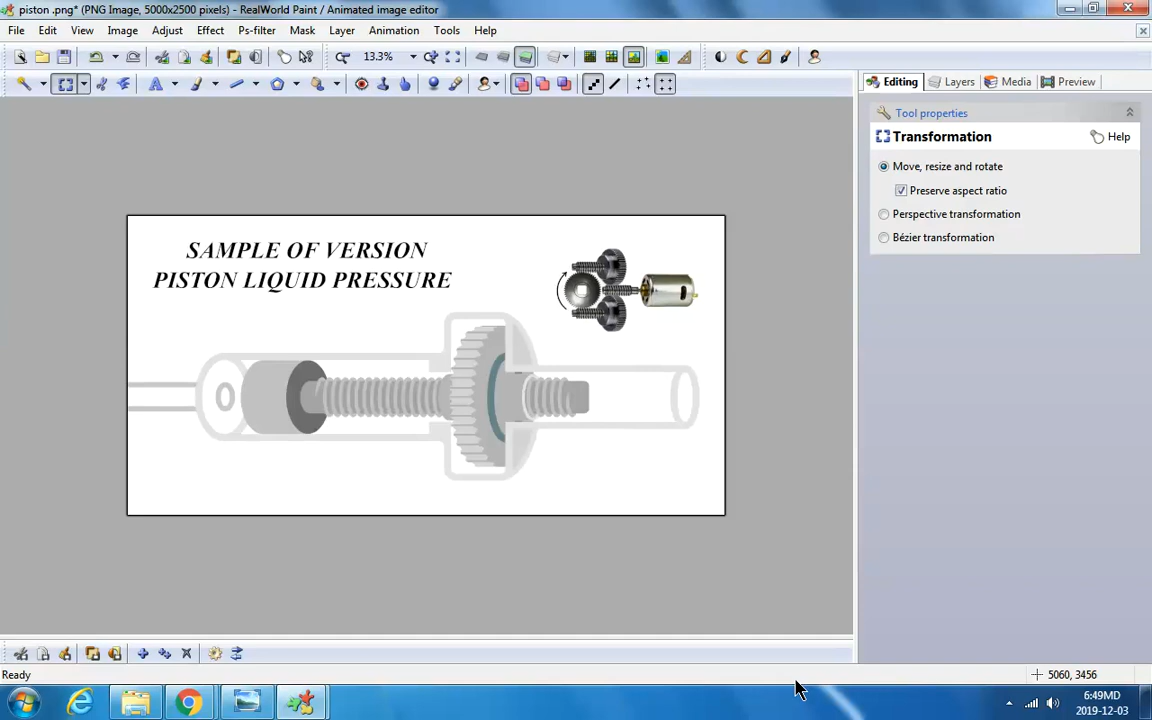 piston .png* (PNG Image, 5000x2500 pixels) - RealWorld Paint / Animated image editor
File Edit View Image Adjust Effect Ps-filter Mask Layer Animation Tools Help
13.3%
Editing Layers Media Preview
Tool properties
Transformation Help
Move, resize and rotate
Preserve aspect ratio
Perspective transformation
Bézier transformation
SAMPLE OF VERSION
PISTON LIQUID PRESSURE
Ready 5060, 3456
6:49MD
2019-12-03